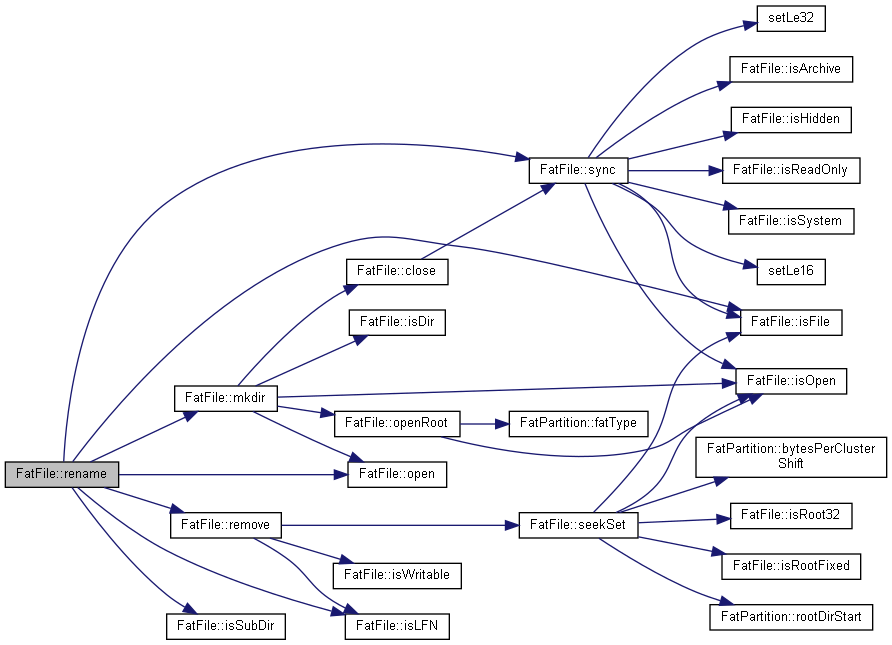 setLe32
FatFile::isArchive
FatFile::isHidden
FatFile::sync
FatFile::isReadOnly
FatFile::isSystem
FatFile::close
setLe16
FatFile::isDir
FatFile::isFile
FatFile::isOpen
FatFile::mkdir
FatFile::openRoot
FatPartition::fatType
FatPartition::bytesPerCluster
Shift
FatFile::rename
FatFile::open
FatFile::isRoot32
FatFile::remove
FatFile::seekSet
FatFile::isRootFixed
FatFile::isWritable
FatPartition::rootDirStart
FatFile::isSubDir
FatFile::isLFN